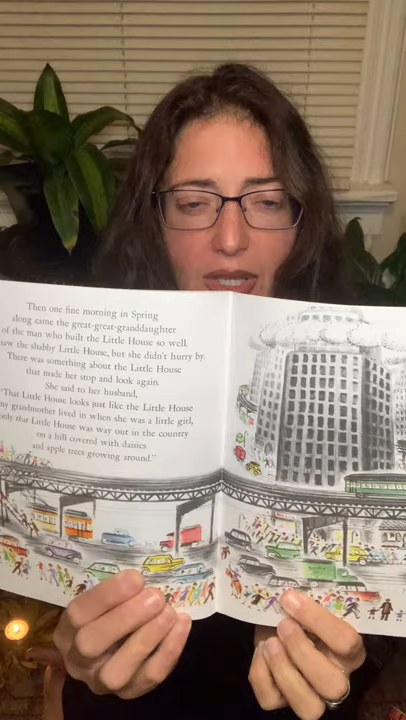 Then one fine morning in Spring
along came the great-great-granddaughter
of the man who built the Little House so well.
saw the shabby Little House, but she didn't hurry by.
There was something about the Little House
that made her stop and look again.
She said to her husband,
"That Little House looks just like the Little House
my grandmother lived in when she was a little girl,
only that Little House was way out in the country
on a hill covered with daisies
and apple trees growing around."